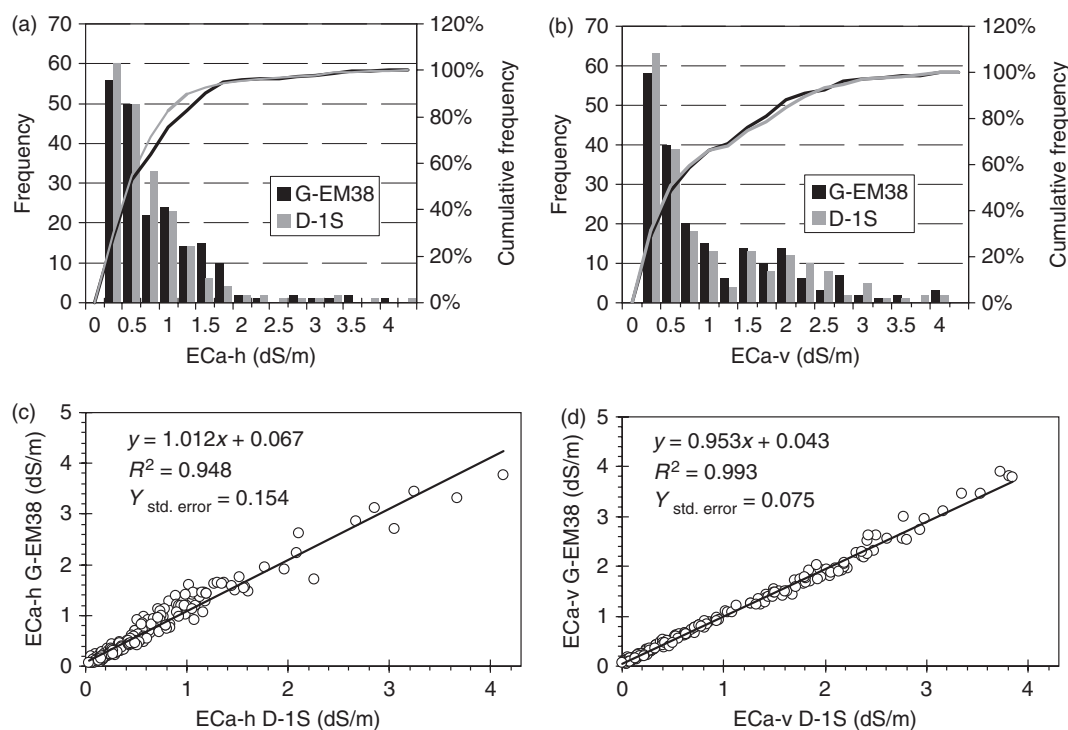 (a)
70
60
50
40
30
20
10
0
Frequency
120%
100%
80%
60%
40%
20%
0%
Cumulative frequency
G-EM38
D-1S
0 0.5 1 1.5 2 2.5 3 3.5 4
ECa-h (dS/m)
(b)
70
60
50
40
30
20
10
0
Frequency
120%
100%
80%
60%
40%
20%
0%
Cumulative frequency
G-EM38
D-1S
0 0.5 1 1.5 2 2.5 3 3.5 4
ECa-v (dS/m)
(c)
5
4
3
2
1
0
ECa-h G-EM38 (dS/m)
y = 1.012x + 0.067
R² = 0.948
Y std. error = 0.154
0 1 2 3 4
ECa-h D-1S (dS/m)
(d)
5
4
3
2
1
0
ECa-v G-EM38 (dS/m)
y = 0.953x + 0.043
R² = 0.993
Y std. error = 0.075
0 1 2 3 4
ECa-v D-1S (dS/m)